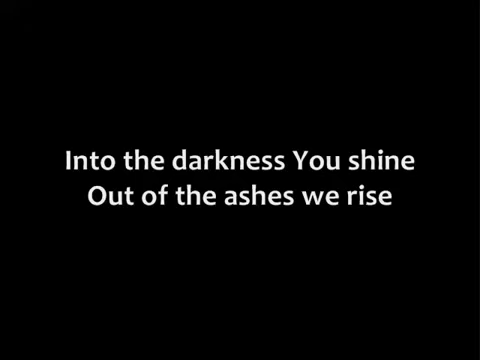 Into the darkness You shine
Out of the ashes we rise